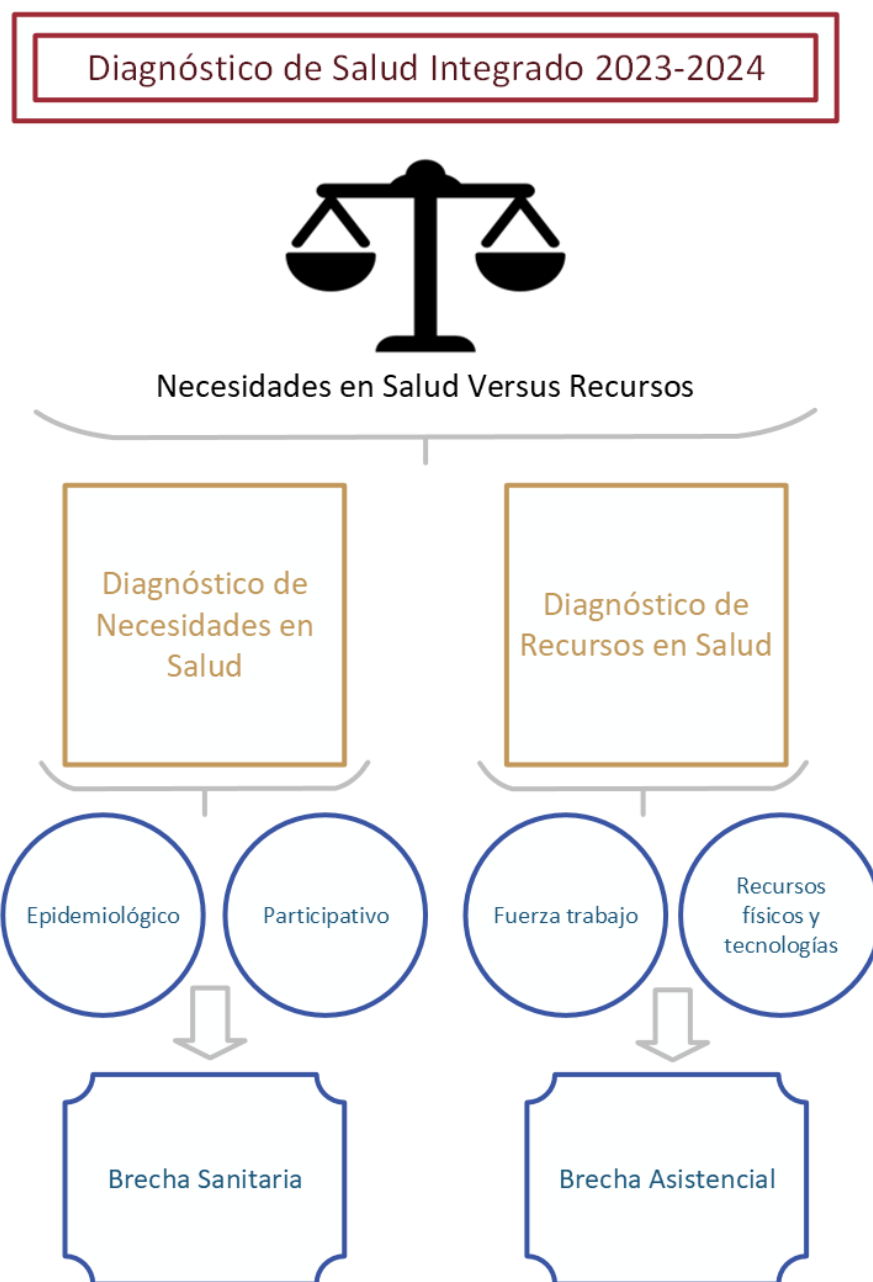 Diagnóstico de Salud Integrado 2023-2024
Necesidades en Salud Versus Recursos
Diagnóstico de
Necesidades en
Salud
Diagnóstico de
Recursos en Salud
Epidemiológico
Participativo
Fuerza trabajo
Recursos
físicos y
tecnologías
Brecha Sanitaria
Brecha Asistencial